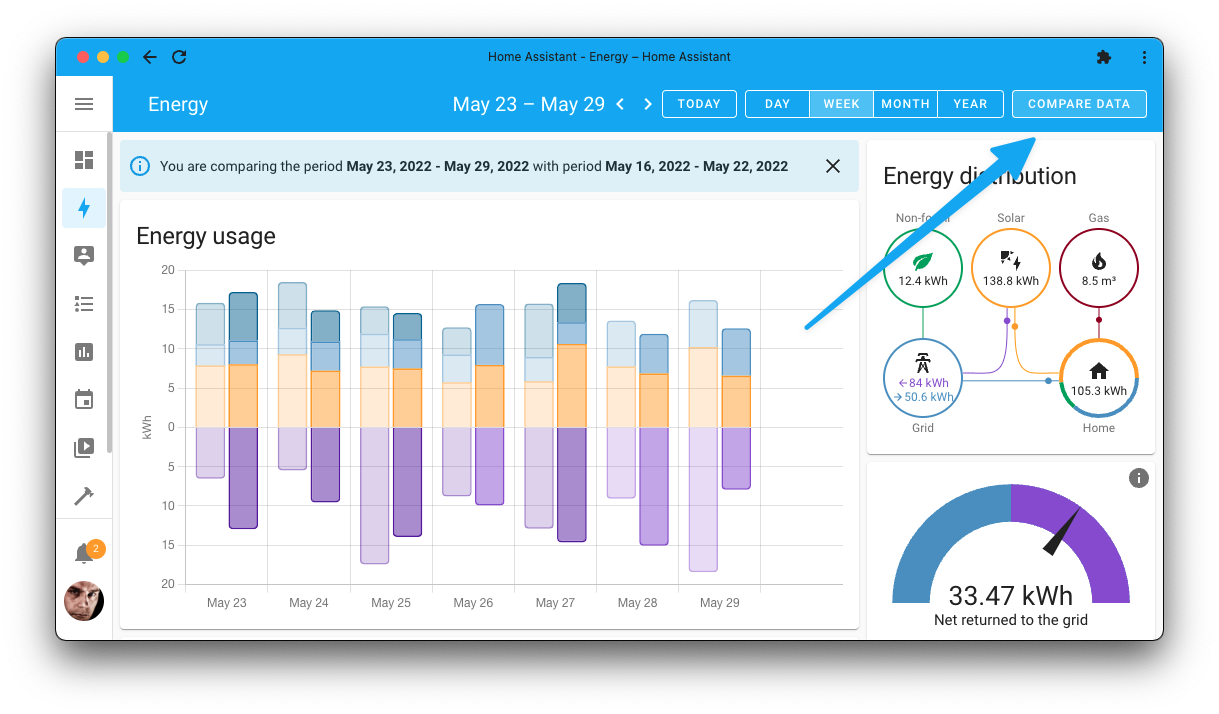 Home Assistant - Energy – Home Assistant
Energy
May 23 – May 29
TODAY
DAY
WEEK
MONTH
YEAR
COMPARE DATA
You are comparing the period May 23, 2022 - May 29, 2022 with period May 16, 2022 - May 22, 2022
Energy usage
20
15
10
5
0
5
10
15
20
kWh
May 23
May 24
May 25
May 26
May 27
May 28
May 29
2
Energy distribution
Solar
Gas
12.4 kWh
138.8 kWh
8.5 m³
←84 kWh
→50.6 kWh
105.3 kWh
Grid
Home
33.47 kWh
Net returned to the grid